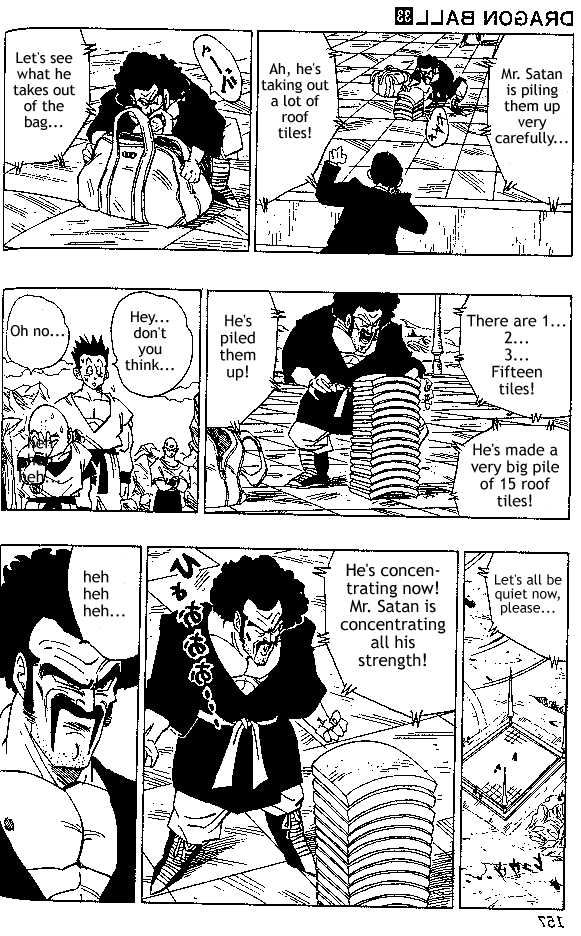 DRAGON BALL
Let's see
what he
takes out
of the
bag...
Ah, he's
taking out
a lot of
roof
tiles!
Mr. Satan
is piling
them up
very
carefully...
Oh no...
Hey...
don't
you
think...
heh
He's
piled
them
up!
There are 1...
2...
3...
Fifteen
tiles!
He's made a
very big pile
of 15 roof
tiles!
heh
heh
heh...
He's concen-
trating now!
Mr. Satan is
concentrating
all his
strength!
Let's all be
quiet now,
please...
157